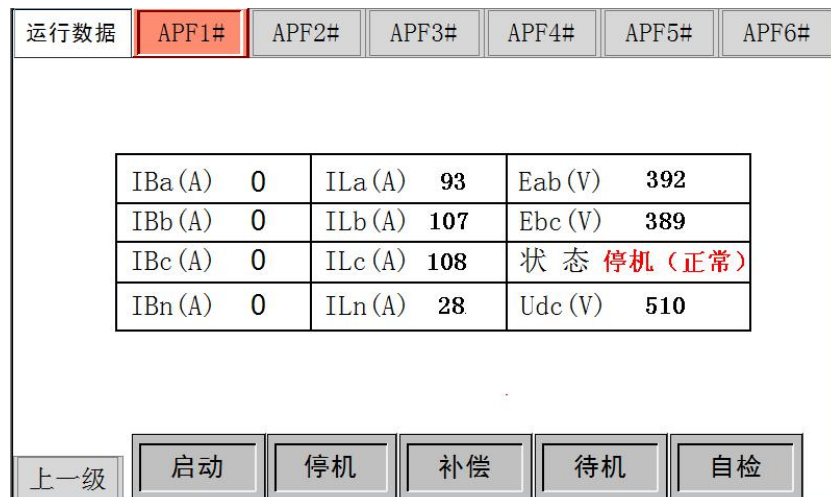 运行数据 APF1# APF2# APF3# APF4# APF5# APF6#
IBa(A) 0 ILa(A) 93 Eab(V) 392
IBb(A) 0 ILb(A) 107 Ebc(V) 389
IBc(A) 0 ILc(A) 108 状 态 停机（正常）
IBn(A) 0 ILn(A) 28 Udc(V) 510
上一级 启动 停机 补偿 待机 自检